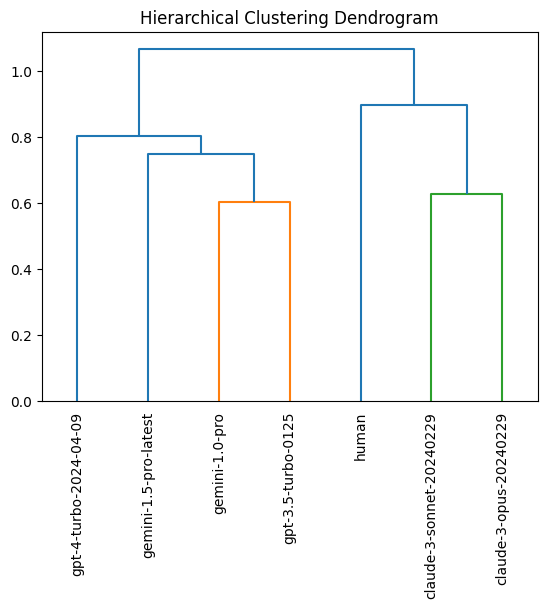 Hierarchical Clustering Dendrogram
1.0
0.8
0.6
0.4
0.2
0.0
gpt-4-turbo-2024-04-09
gemini-1.5-pro-latest
gemini-1.0-pro
gpt-3.5-turbo-0125
human
claude-3-sonnet-20240229
claude-3-opus-20240229